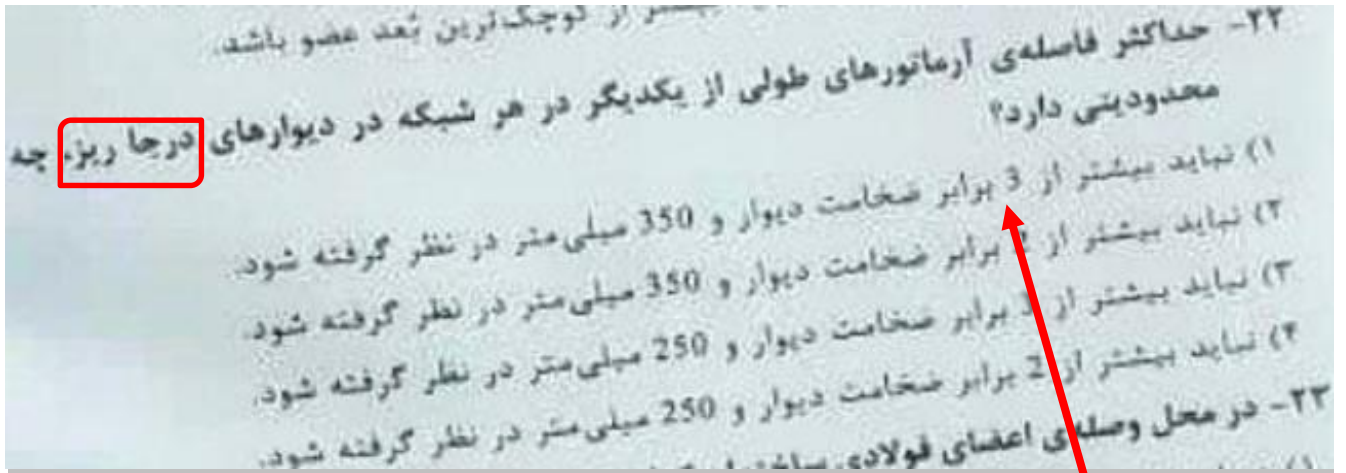 بیشتر از کوچک‌ترین بُعد عضو باشد.
۲۲- حداکثر فاصله‌ی آرماتورهای طولی از یکدیگر در هر شبکه در دیوارهای درجا ریز، چه
محدودیتی دارد؟
۱) نباید بیشتر از 3 برابر ضخامت دیوار و 350 میلی‌متر در نظر گرفته شود.
۲) نباید بیشتر از 2 برابر ضخامت دیوار و 350 میلی‌متر در نظر گرفته شود.
۳) نباید بیشتر از 3 برابر ضخامت دیوار و 250 میلی‌متر در نظر گرفته شود.
۴) نباید بیشتر از 2 برابر ضخامت دیوار و 250 میلی‌متر در نظر گرفته شود.
۲۳- در محل وصله‌ی اعضای فولادی
۱)